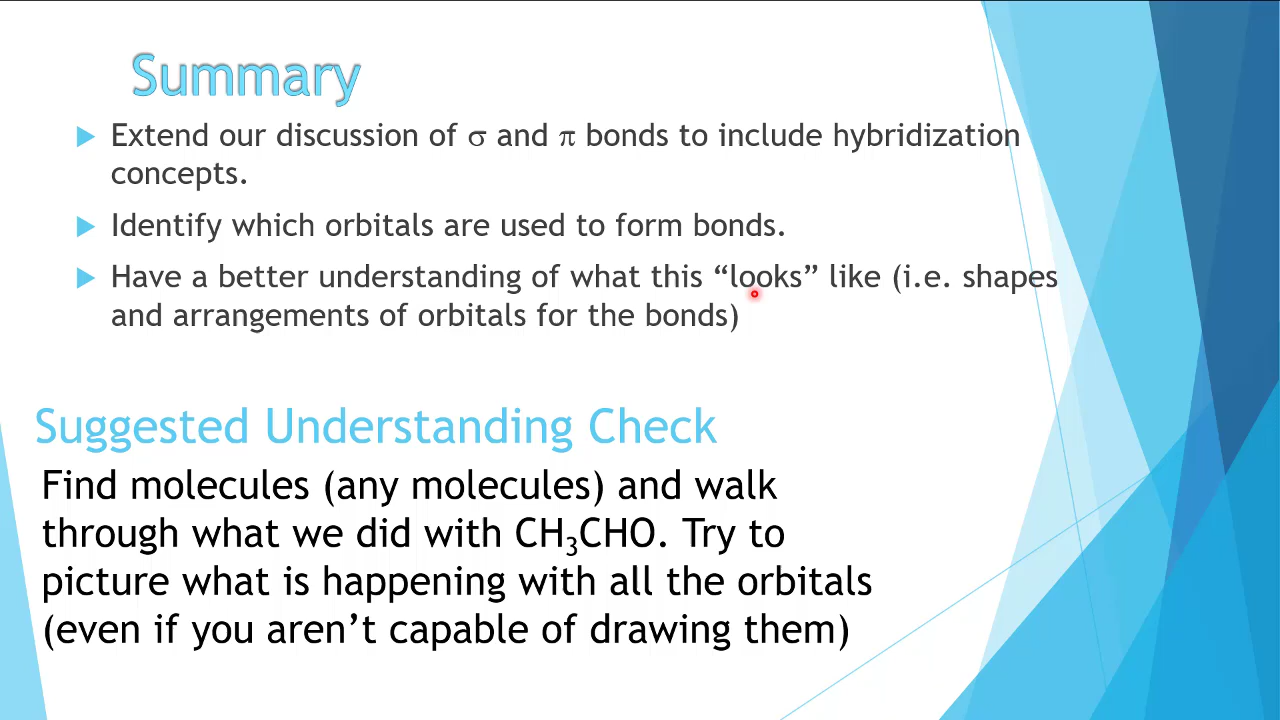 Summary
Extend our discussion of σ and π bonds to include hybridization
concepts.
Identify which orbitals are used to form bonds.
Have a better understanding of what this “looks” like (i.e. shapes
and arrangements of orbitals for the bonds)
Suggested Understanding Check
Find molecules (any molecules) and walk
through what we did with CH₃CHO. Try to
picture what is happening with all the orbitals
(even if you aren’t capable of drawing them)